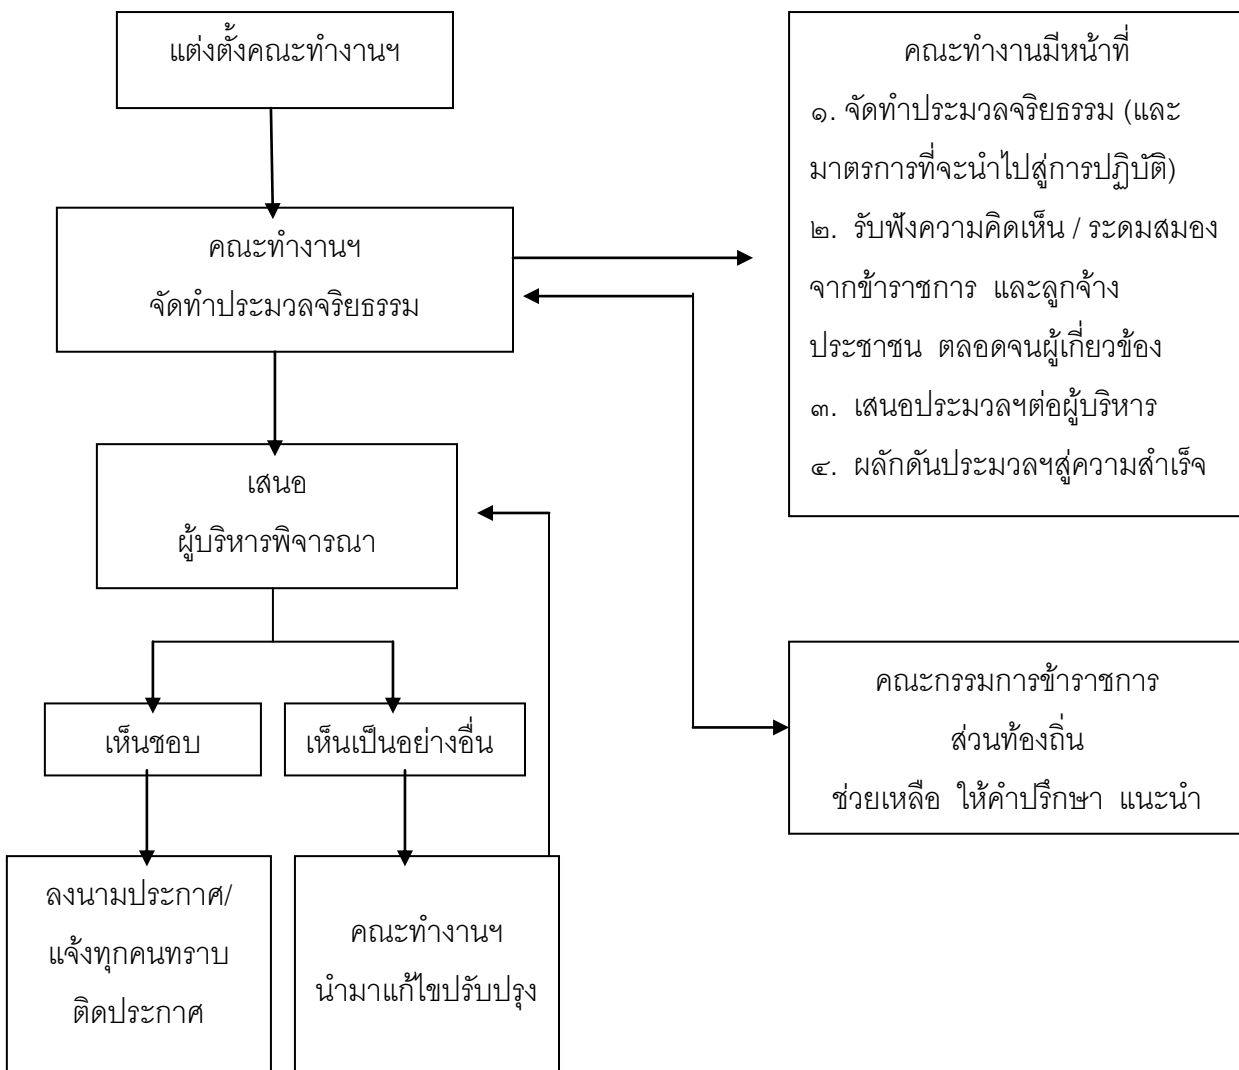 แต่งตั้งคณะทำงานฯ
คณะทำงานฯ
จัดทำประมวลจริยธรรม
เสนอ
ผู้บริหารพิจารณา
เห็นชอบ
เห็นเป็นอย่างอื่น
ลงนามประกาศ/
แจ้งทุกคนทราบ
ติดประกาศ
คณะทำงานฯ
นำมาแก้ไขปรับปรุง
คณะทำงานมีหน้าที่
๑. จัดทำประมวลจริยธรรม (และ
มาตรการที่จะนำไปสู่การปฏิบัติ)
๒. รับฟังความคิดเห็น / ระดมสมอง
จากข้าราชการ และลูกจ้าง
ประชาชน ตลอดจนผู้เกี่ยวข้อง
๓. เสนอประมวลฯต่อผู้บริหาร
๔. ผลักดันประมวลฯสู่ความสำเร็จ
คณะกรรมการข้าราชการ
ส่วนท้องถิ่น
ช่วยเหลือ ให้คำปรึกษา แนะนำ